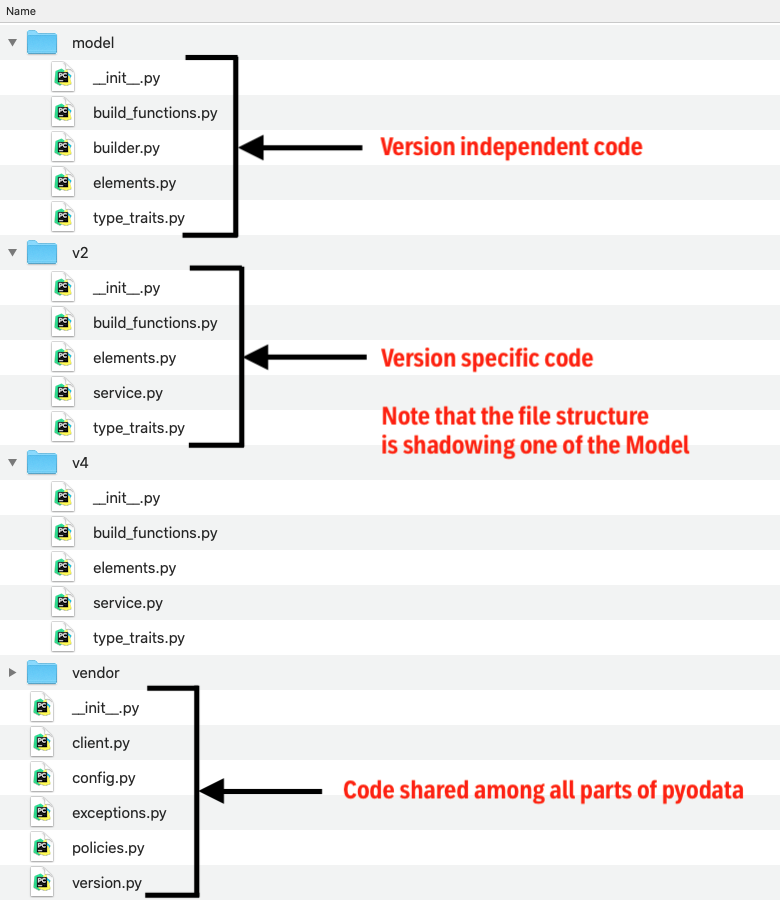 Name
model
__init__.py
build_functions.py
builder.py
Version independent code
elements.py
type_traits.py
v2
__init__.py
build_functions.py
elements.py
Version specific code
service.py
Note that the file structure
type_traits.py
is shadowing one of the Model
v4
__init__.py
build_functions.py
elements.py
service.py
type_traits.py
vendor
__init__.py
client.py
config.py
Code shared among all parts of pyodata
exceptions.py
policies.py
version.py